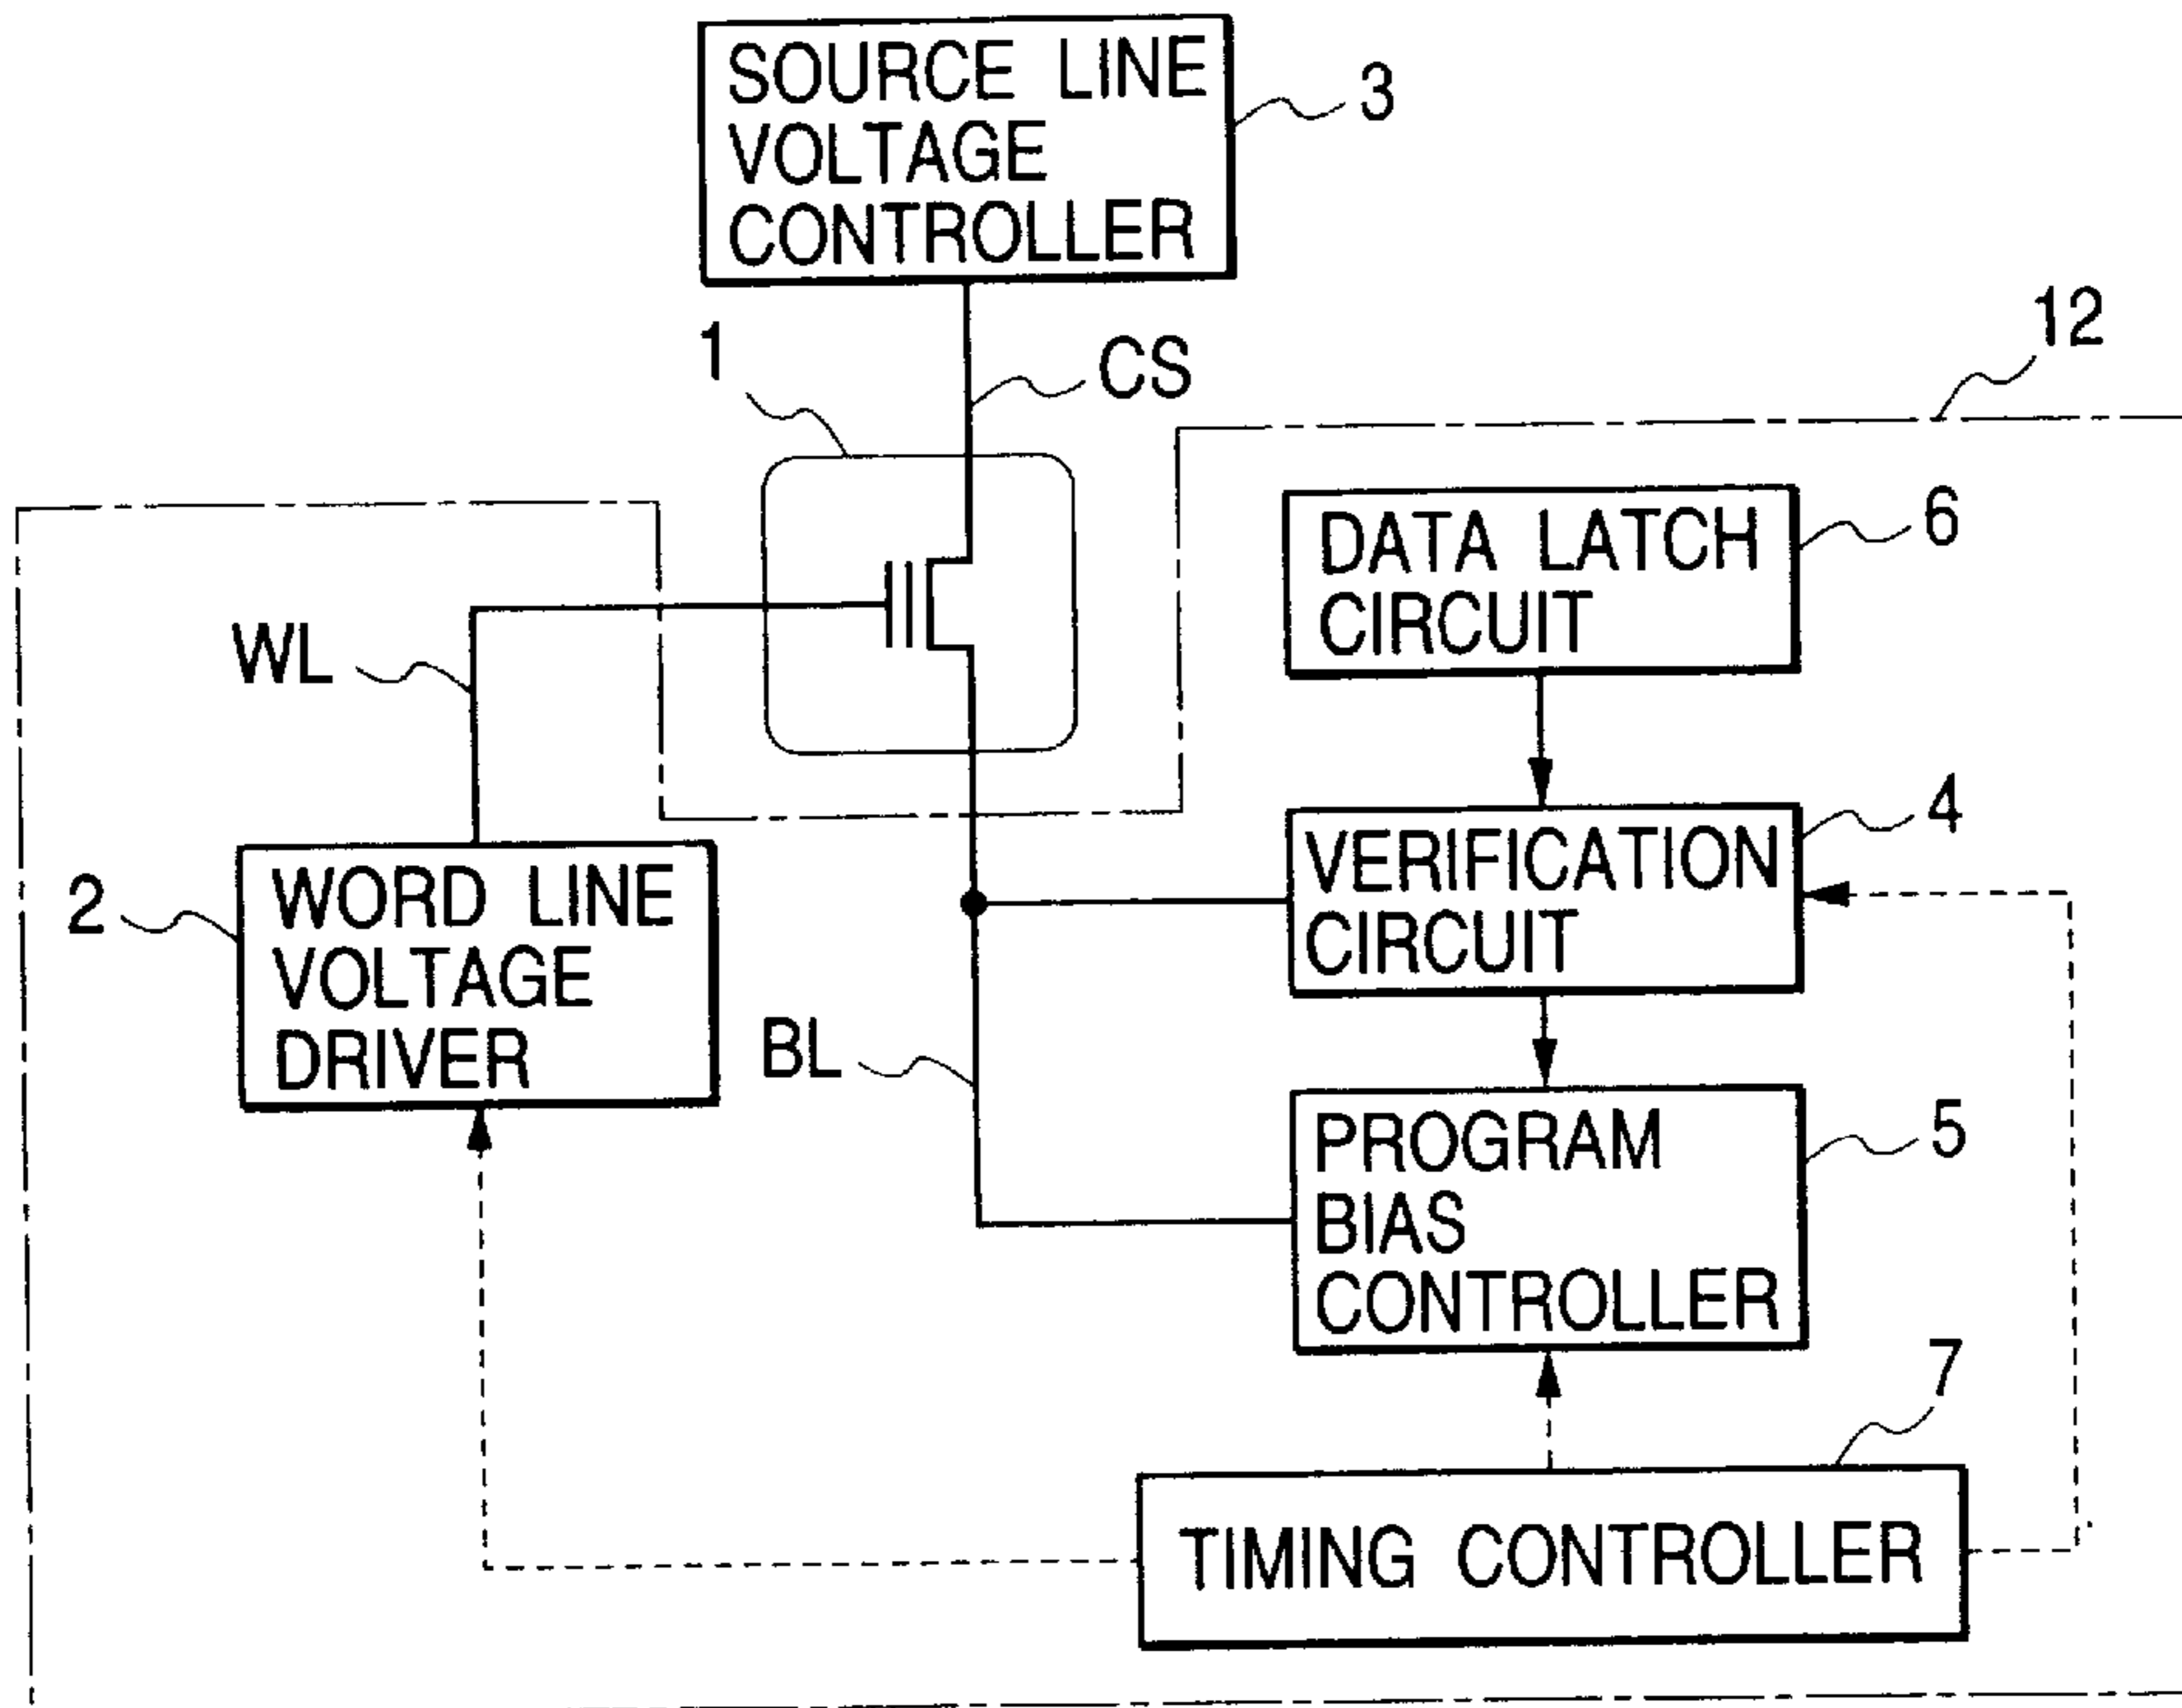 SOURCE LINE
VOLTAGE
CONTROLLER
3
1
CS
12
DATA LATCH
CIRCUIT
6
WL
VERIFICATION
CIRCUIT
4
2
WORD LINE
VOLTAGE
DRIVER
BL
PROGRAM
BIAS
CONTROLLER
5
7
TIMING CONTROLLER